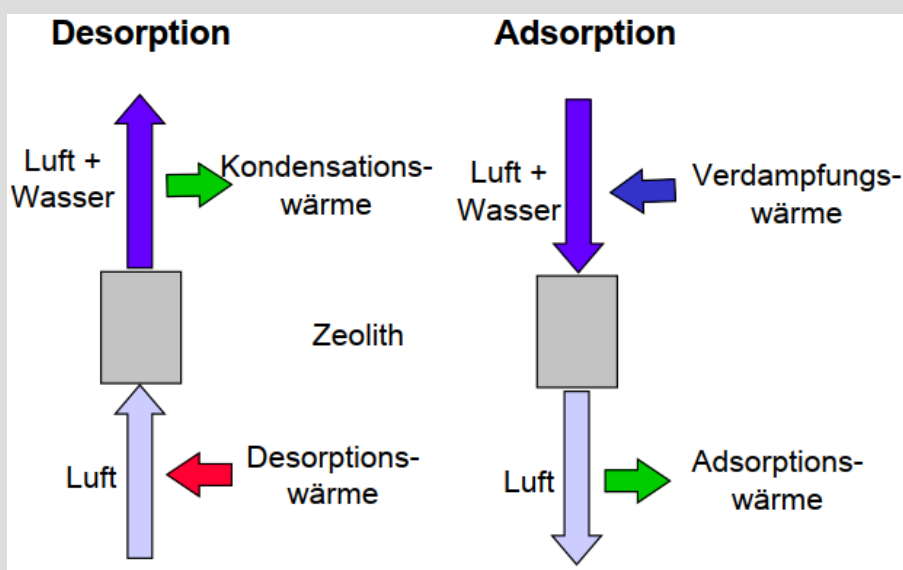 Desorption
Adsorption
Luft +
Wasser
Kondensations-
wärme
Luft +
Wasser
Verdampfungs-
wärme
Zeolith
Luft
Desorptions-
wärme
Luft
Adsorptions-
wärme